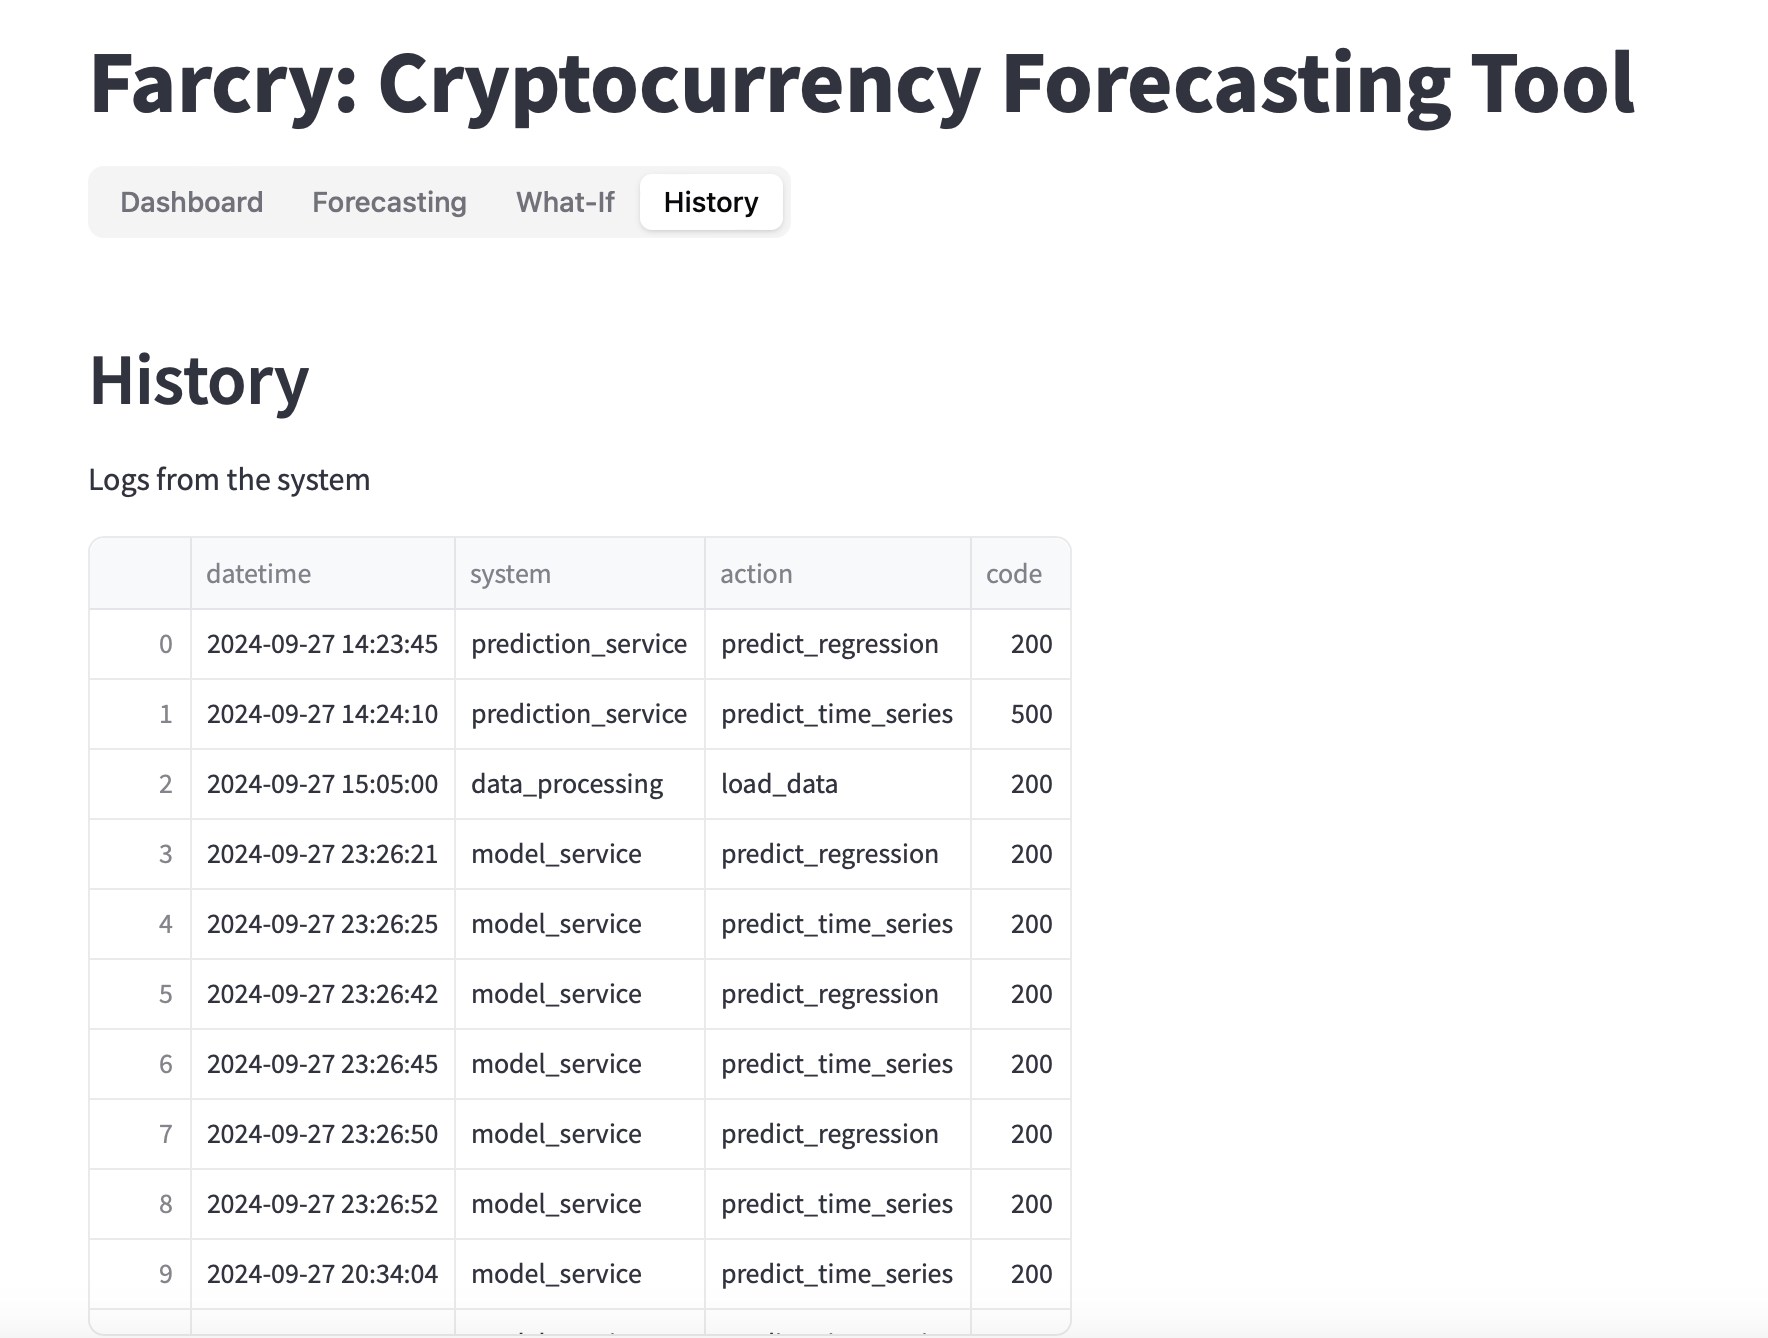 Farcry: Cryptocurrency Forecasting Tool
Dashboard Forecasting What-If History
History
Logs from the system
datetime system action code
0 2024-09-27 14:23:45 prediction_service predict_regression 200
1 2024-09-27 14:24:10 prediction_service predict_time_series 500
2 2024-09-27 15:05:00 data_processing load_data 200
3 2024-09-27 23:26:21 model_service predict_regression 200
4 2024-09-27 23:26:25 model_service predict_time_series 200
5 2024-09-27 23:26:42 model_service predict_regression 200
6 2024-09-27 23:26:45 model_service predict_time_series 200
7 2024-09-27 23:26:50 model_service predict_regression 200
8 2024-09-27 23:26:52 model_service predict_time_series 200
9 2024-09-27 20:34:04 model_service predict_time_series 200